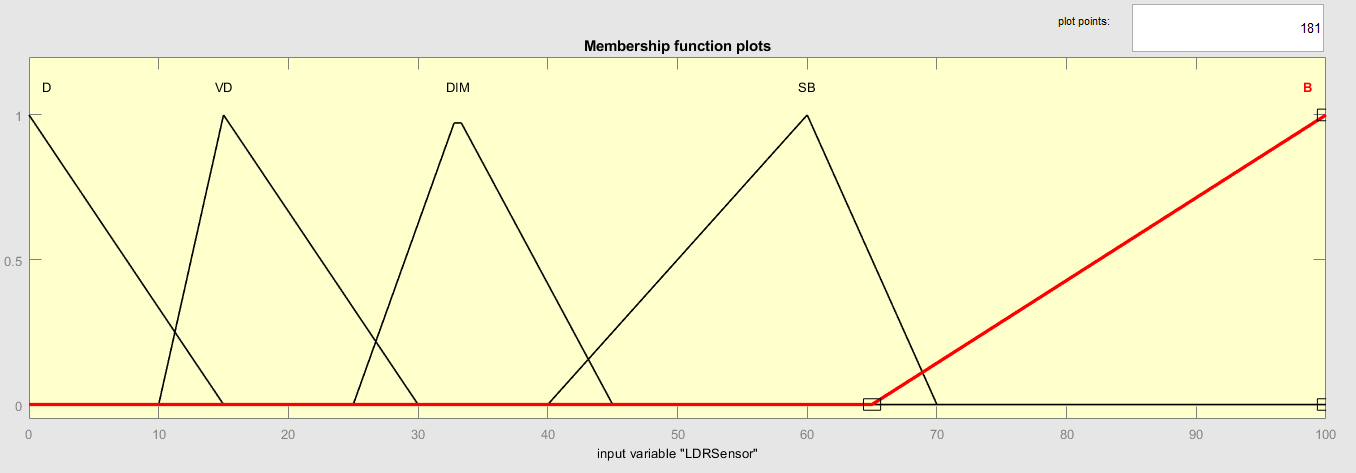 plot points:
181
Membership function plots
D VD DIM SB B
1
0.5
0
0 10 20 30 40 50 60 70 80 90 100
input variable "LDRSensor"